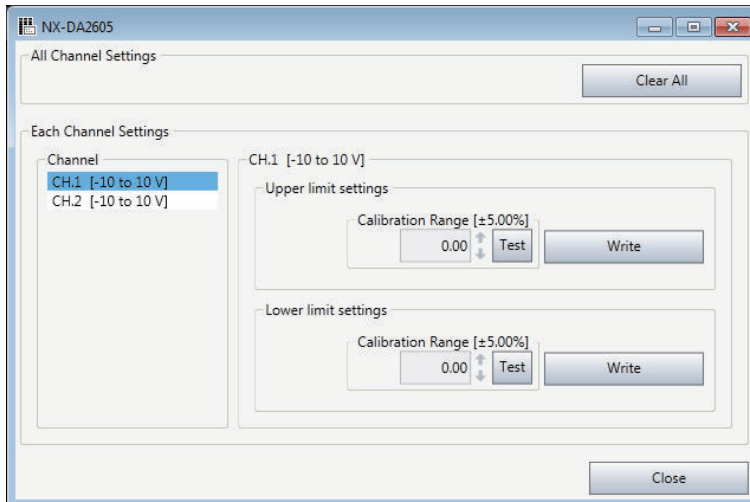 NX-DA2605
All Channel Settings
Clear All
Each Channel Settings
Channel
CH.1 [-10 to 10 V]
CH.2 [-10 to 10 V]
CH.1 [-10 to 10 V]
Upper limit settings
Calibration Range [±5.00%]
0.00 Test Write
Lower limit settings
Calibration Range [±5.00%]
0.00 Test Write
Close